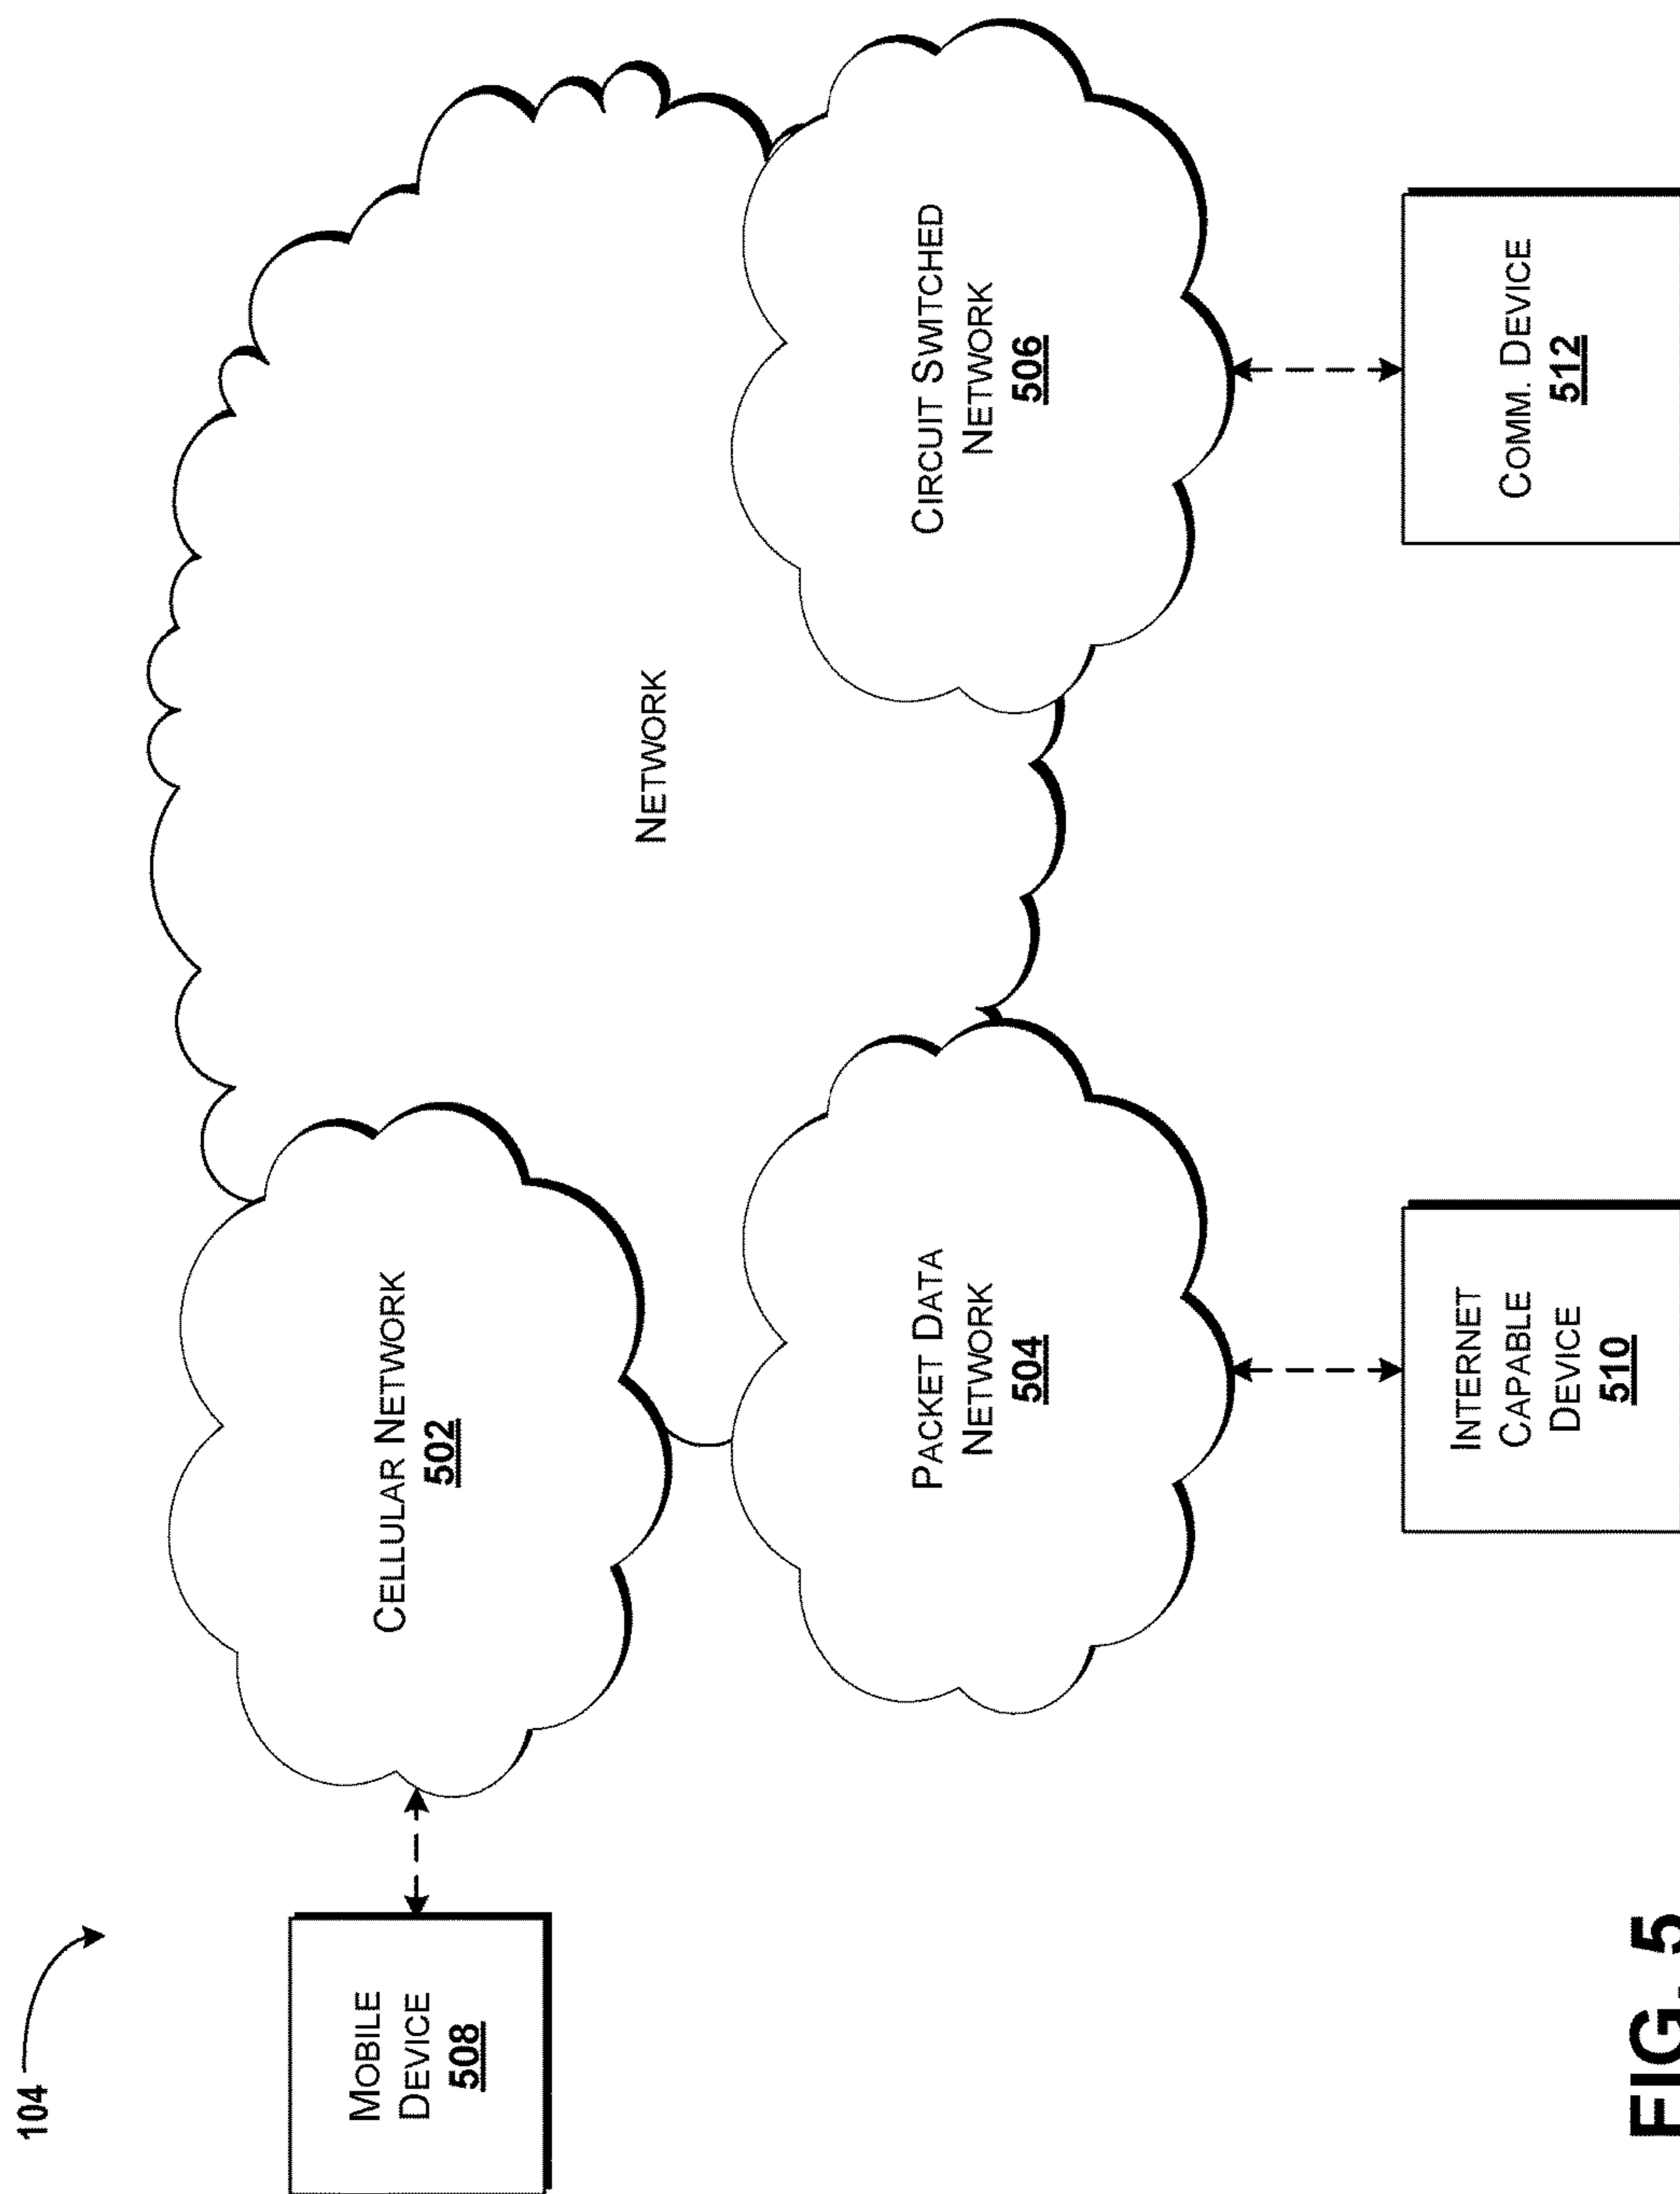 104
MOBILE
DEVICE
508
CELLULAR NETWORK
502
NETWORK
PACKET DATA
NETWORK
504
CIRCUIT SWITCHED
NETWORK
506
INTERNET
CAPABLE
DEVICE
510
COMM. DEVICE
512
FIG. 5